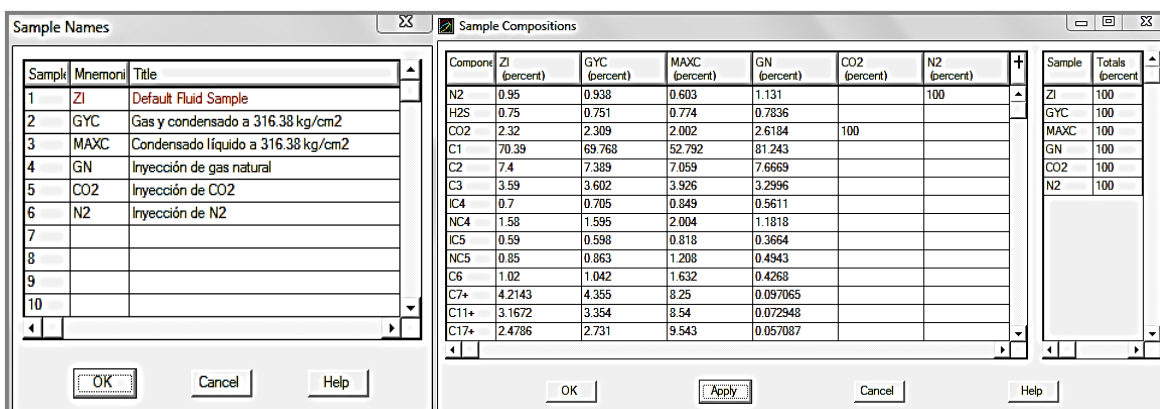 Sample Names
Sample Mnemoni Title
1 ZI Default Fluid Sample
2 GYC Gas y condensado a 316.38 kg/cm2
3 MAXC Condensado líquido a 316.38 kg/cm2
4 GN Inyección de gas natural
5 CO2 Inyección de CO2
6 N2 Inyección de N2
7
8
9
10
OK Cancel Help
Sample Compositions
Compone ZI (percent) GYC (percent) MAXC (percent) GN (percent) CO2 (percent) N2 (percent) +
N2 0.95 0.938 0.603 1.131 100
H2S 0.75 0.751 0.774 0.7836
CO2 2.32 2.309 2.002 2.6184 100
C1 70.39 69.768 52.792 81.243
C2 7.4 7.389 7.059 7.6669
C3 3.59 3.602 3.926 3.2996
IC4 0.7 0.705 0.849 0.5611
NC4 1.58 1.595 2.004 1.1818
IC5 0.59 0.598 0.818 0.3664
NC5 0.85 0.863 1.208 0.4943
C6 1.02 1.042 1.632 0.4268
C7+ 4.2143 4.355 8.25 0.097065
C11+ 3.1672 3.354 8.54 0.072948
C17+ 2.4786 2.731 9.543 0.057087
Sample Totals (percent
ZI 100
GYC 100
MAXC 100
GN 100
CO2 100
N2 100
OK Apply Cancel Help